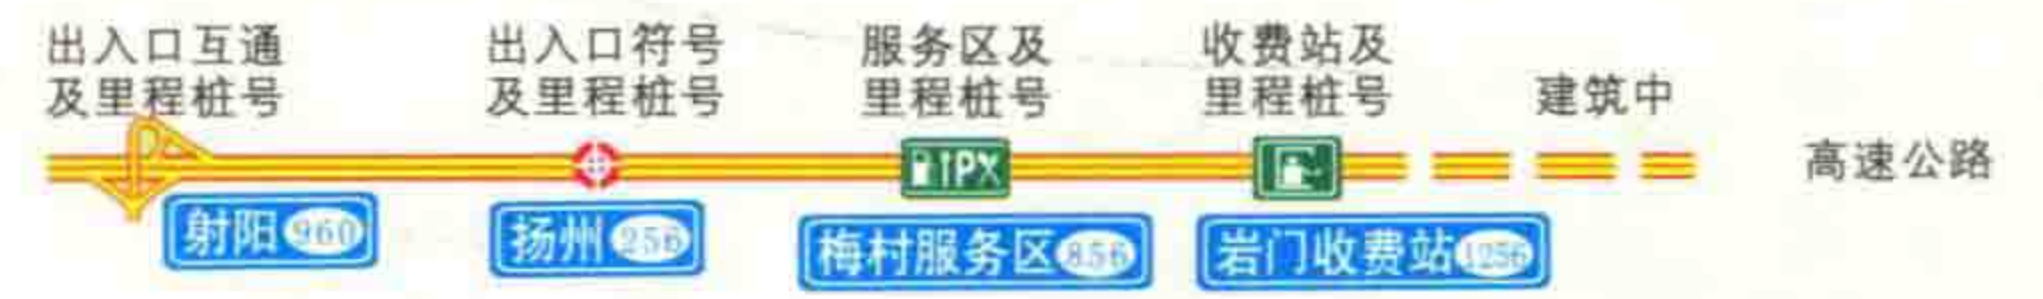 出入口互通
及里程桩号
出入口符号
及里程桩号
服务区及
里程桩号
收费站及
里程桩号
建筑中
高速公路
PX
射阳 960
扬州 256
梅村服务区 856
岩门收费站 1256